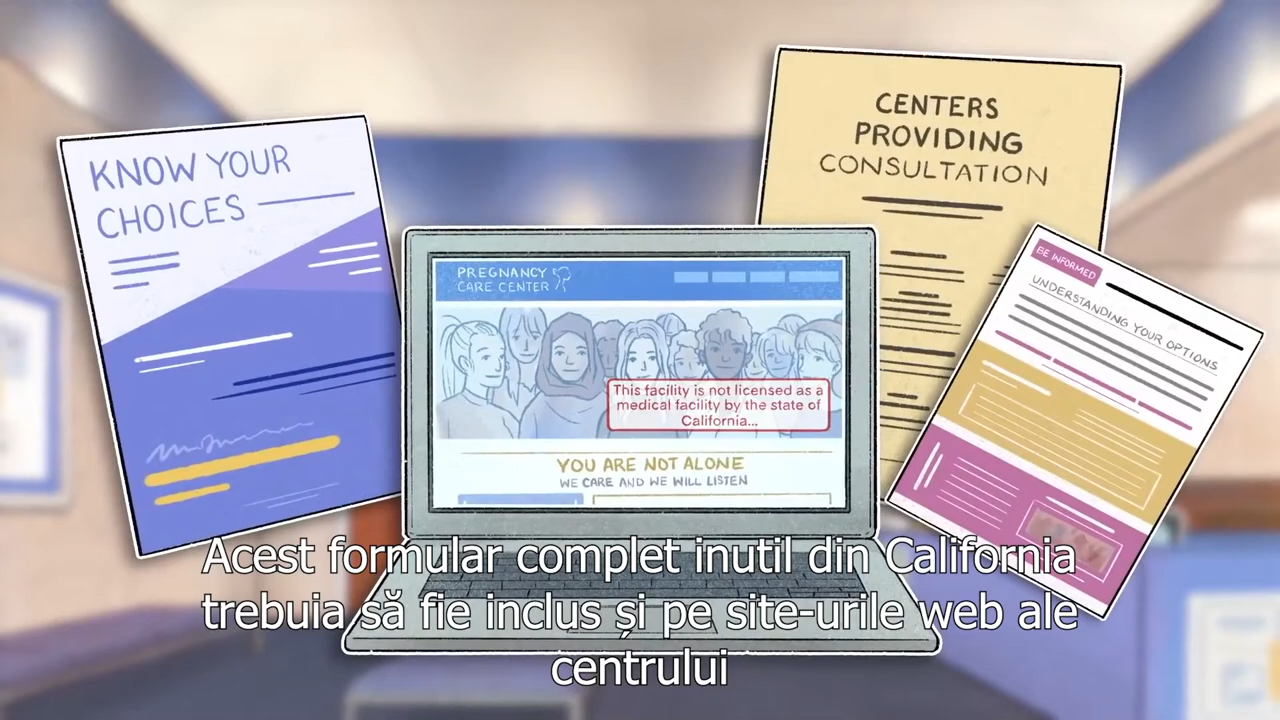 KNOW YOUR
CHOICES
CENTERS
PROVIDING
CONSULTATION
PREGNANCY
CARE CENTER
This facility is not licensed as a
medical facility by the state of
California...
YOU ARE NOT ALONE
WE CARE AND WE WILL LISTEN
BE INFORMED
UNDERSTANDING YOUR OPTIONS
Acest formular complet inutil din California
trebuia să fie inclus și pe site-urile web ale
centrului